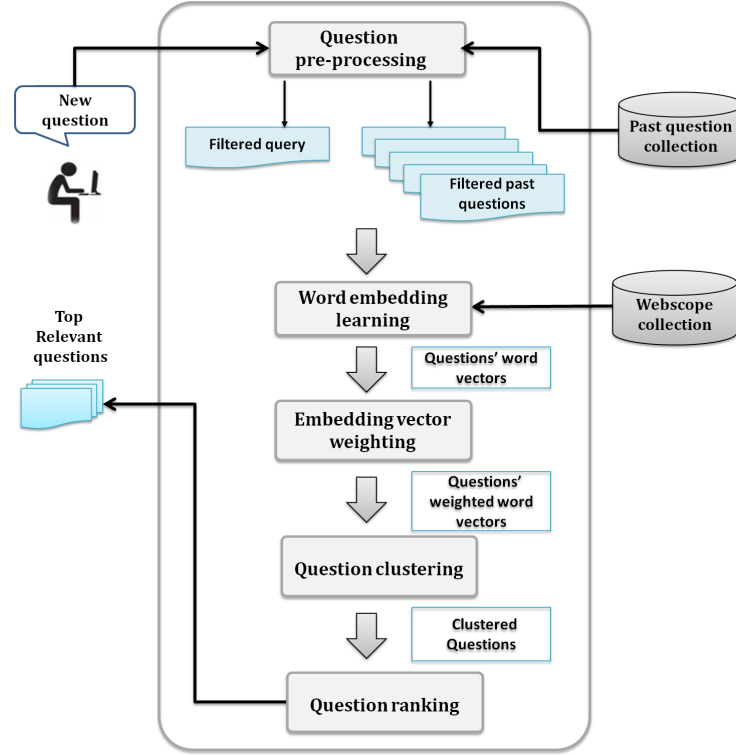 Question
pre-processing
New
question
Past question
collection
Filtered query
Filtered past
questions
Word embedding
learning
Webscope
collection
Top
Relevant
questions
Questions' word
vectors
Embedding vector
weighting
Questions'
weighted word
vectors
Question clustering
Clustered
Questions
Question ranking